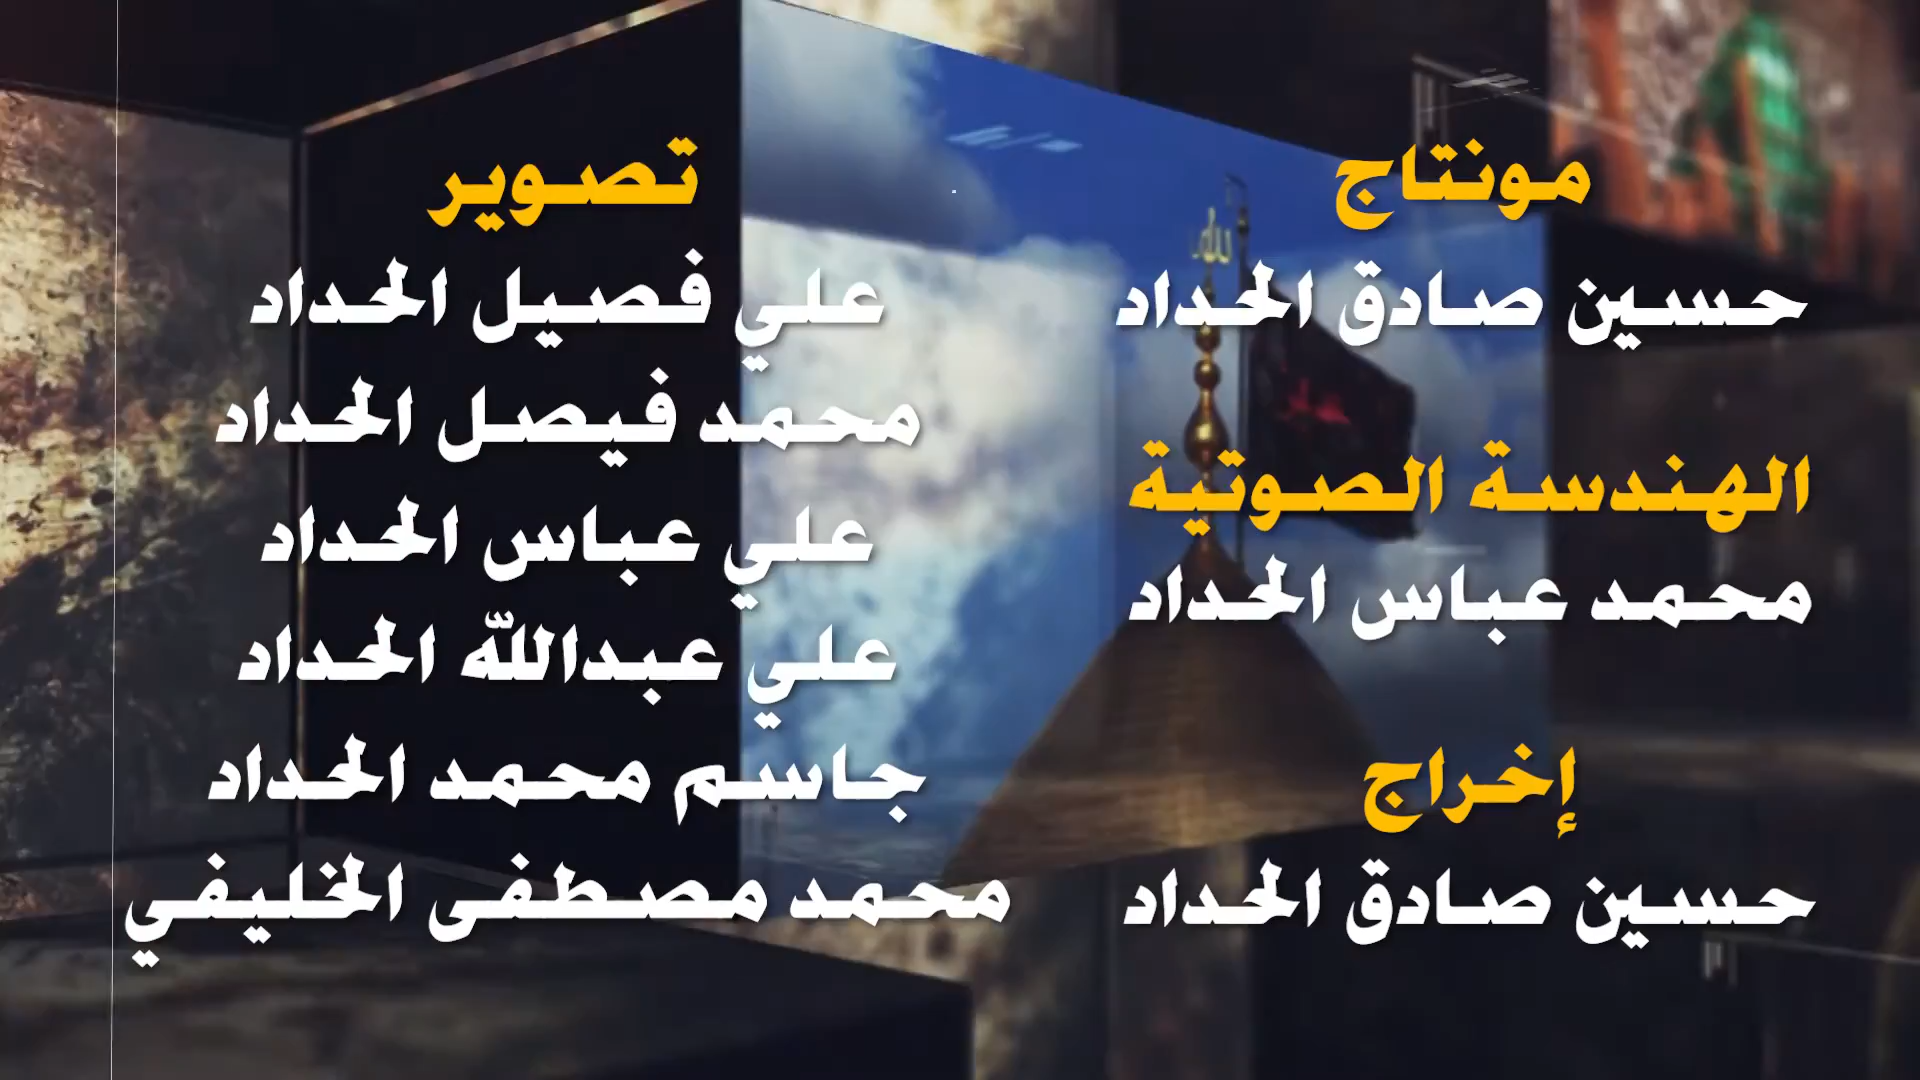 مونتاج
حسين صادق الحداد
الهندسة الصوتية
محمد عباس الحداد
إخراج
حسين صادق الحداد
تصوير
علي فصيل الحداد
محمد فيصل الحداد
علي عباس الحداد
علي عبدالله الحداد
جاسم محمد الحداد
محمد مصطفى الخليفي
الله